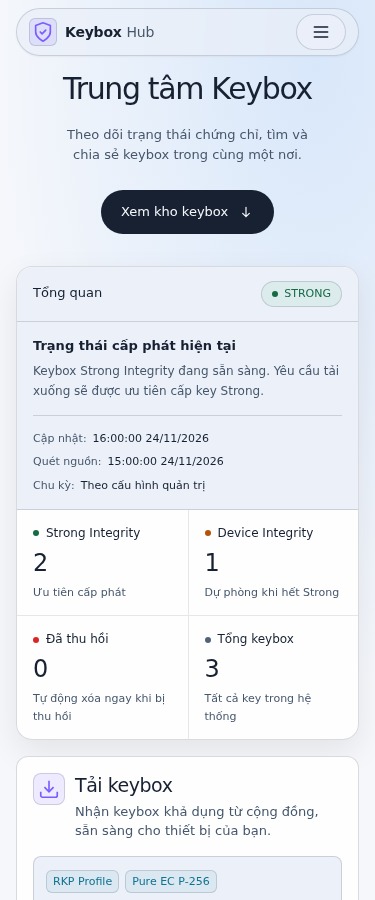 Keybox Hub
Trung tâm Keybox
Theo dõi trạng thái chứng chỉ, tìm và
chia sẻ keybox trong cùng một nơi.
Xem kho keybox ↓
Tổng quan
STRONG
Trạng thái cấp phát hiện tại
Keybox Strong Integrity đang sẵn sàng. Yêu cầu tải
xuống sẽ được ưu tiên cấp key Strong.
Cập nhật: 16:00:00 24/11/2026
Quét nguồn: 15:00:00 24/11/2026
Chu kỳ: Theo cấu hình quản trị
Strong Integrity
2
Ưu tiên cấp phát
Device Integrity
1
Dự phòng khi hết Strong
Đã thu hồi
0
Tự động xóa ngay khi bị
thu hồi
Tổng keybox
3
Tất cả key trong hệ
thống
Tải keybox
Nhận keybox khả dụng từ cộng đồng,
sẵn sàng cho thiết bị của bạn.
RKP Profile
Pure EC P-256